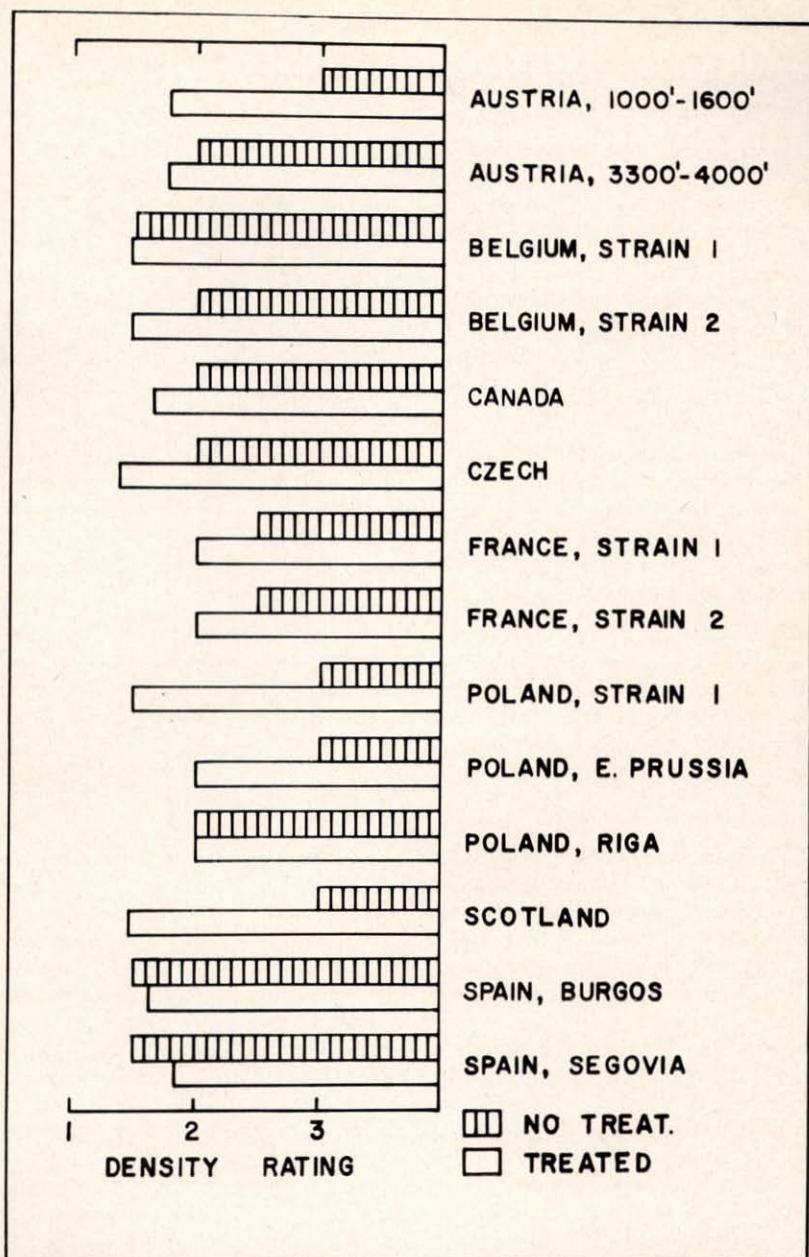 AUSTRIA, 1000'-1600'
AUSTRIA, 3300'-4000'
BELGIUM, STRAIN 1
BELGIUM, STRAIN 2
CANADA
CZECH
FRANCE, STRAIN 1
FRANCE, STRAIN 2
POLAND, STRAIN 1
POLAND, E. PRUSSIA
POLAND, RIGA
SCOTLAND
SPAIN, BURGOS
SPAIN, SEGOVIA
1 2 3
DENSITY RATING
NO TREAT.
TREATED